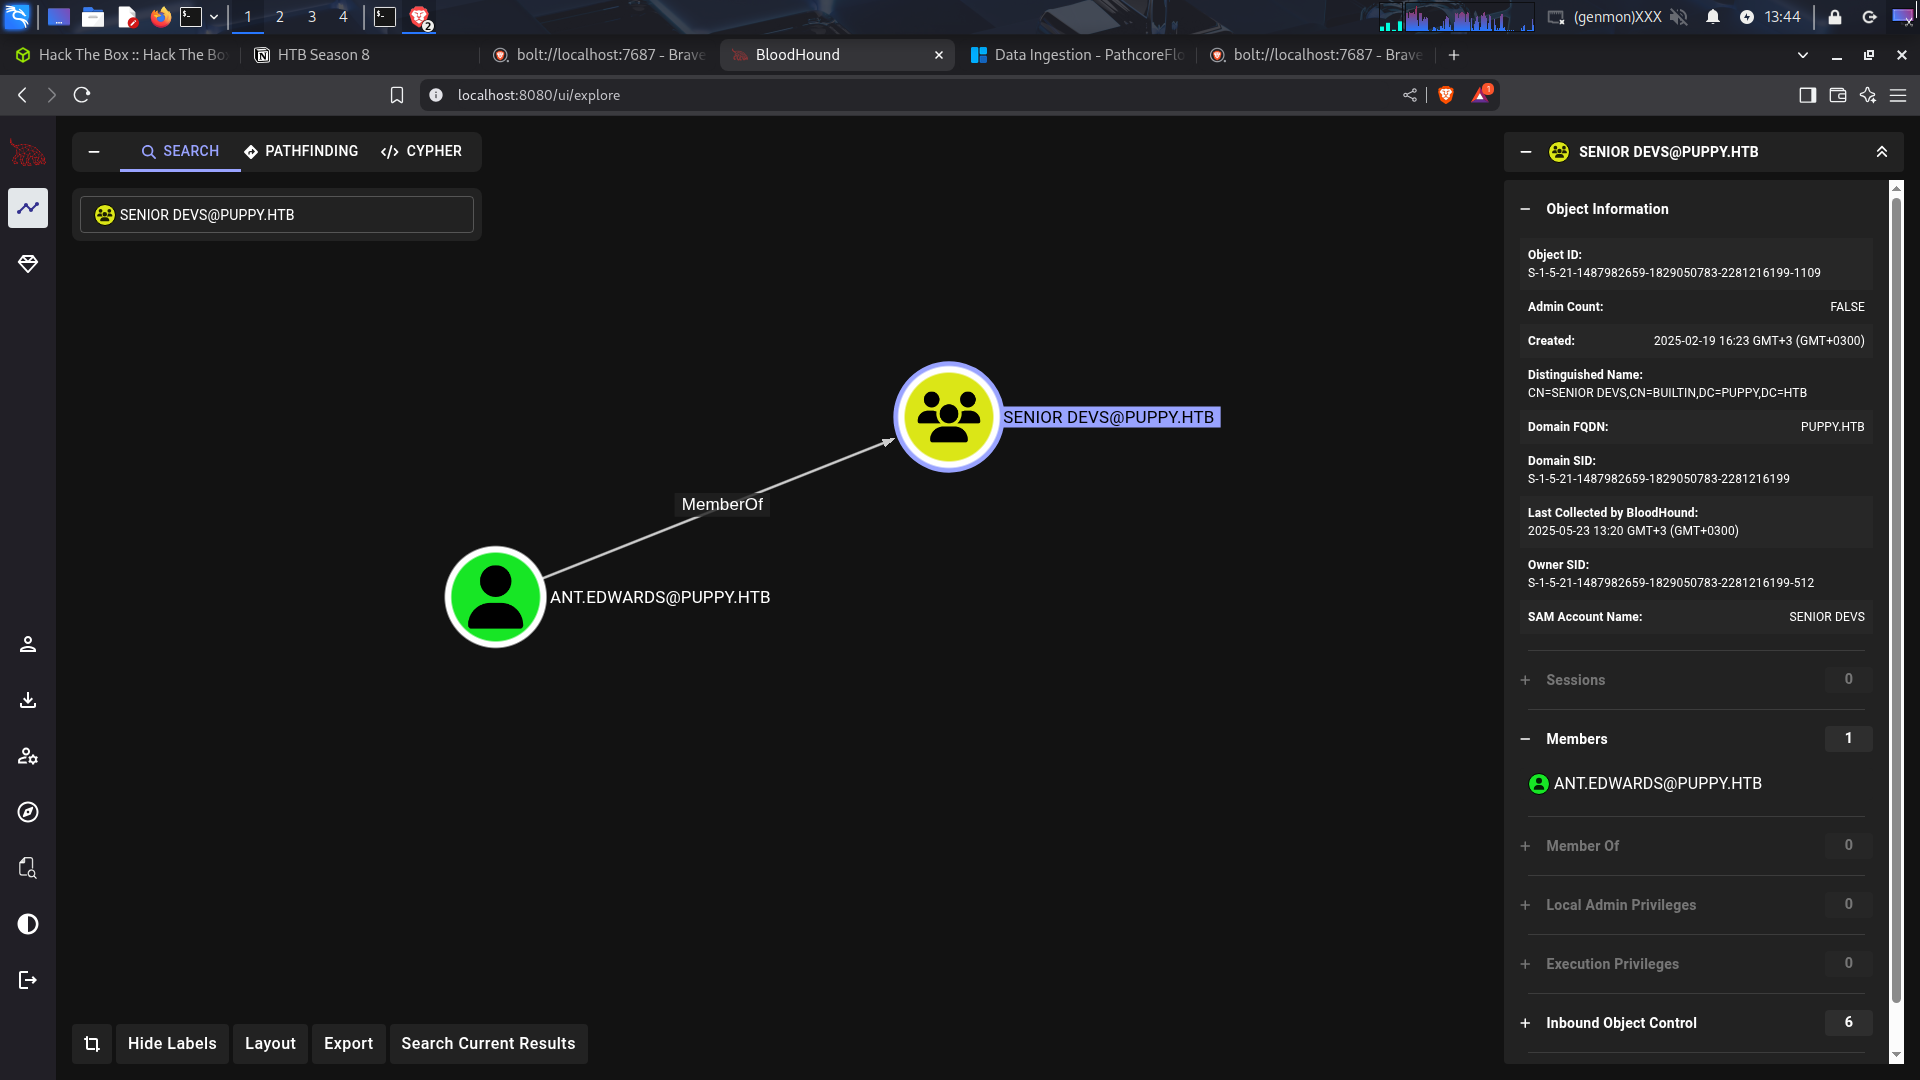 1 2 3 4 2 (genmon)XXX 13:44
Hack The Box :: Hack The Bo HTB Season 8 bolt://localhost:7687 - Brave BloodHound Data Ingestion - PathcoreFlo bolt://localhost:7687 - Brave
localhost:8080/ui/explore 1
SEARCH PATHFINDING </> CYPHER
SENIOR DEVS@PUPPY.HTB
SENIOR DEVS@PUPPY.HTB
MemberOf
ANT.EDWARDS@PUPPY.HTB
Hide Labels Layout Export Search Current Results
SENIOR DEVS@PUPPY.HTB
Object Information
Object ID:
S-1-5-21-1487982659-1829050783-2281216199-1109
Admin Count: FALSE
Created: 2025-02-19 16:23 GMT+3 (GMT+0300)
Distinguished Name:
CN=SENIOR DEVS,CN=BUILTIN,DC=PUPPY,DC=HTB
Domain FQDN: PUPPY.HTB
Domain SID:
S-1-5-21-1487982659-1829050783-2281216199
Last Collected by BloodHound:
2025-05-23 13:20 GMT+3 (GMT+0300)
Owner SID:
S-1-5-21-1487982659-1829050783-2281216199-512
SAM Account Name: SENIOR DEVS
Sessions 0
Members 1
ANT.EDWARDS@PUPPY.HTB
Member Of 0
Local Admin Privileges 0
Execution Privileges 0
Inbound Object Control 6